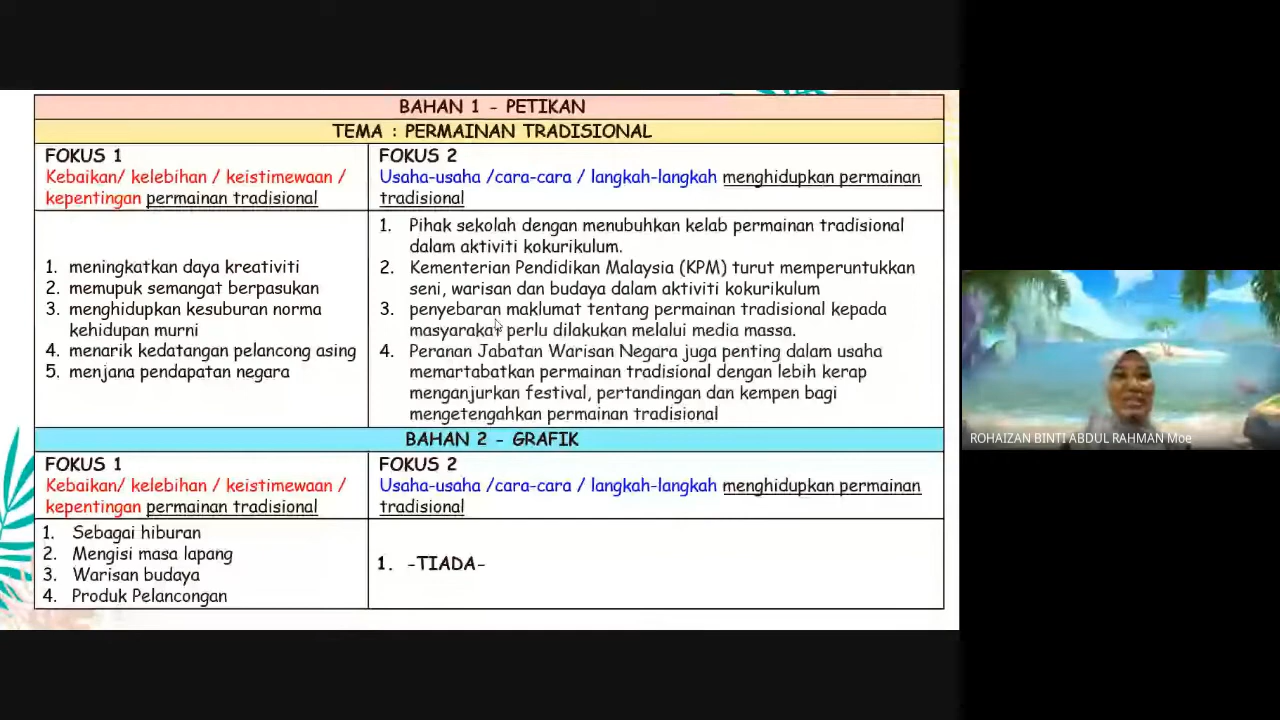 BAHAN 1 - PETIKAN
TEMA : PERMAINAN TRADISIONAL
FOKUS 1
Kebaikan/ kelebihan / keistimewaan /
kepentingan permainan tradisional
FOKUS 2
Usaha-usaha /cara-cara / langkah-langkah menghidupkan permainan
tradisional
1. meningkatkan daya kreativiti
2. memupuk semangat berpasukan
3. menghidupkan kesuburan norma
kehidupan murni
4. menarik kedatangan pelancong asing
5. menjana pendapatan negara
1. Pihak sekolah dengan menubuhkan kelab permainan tradisional
dalam aktiviti kokurikulum.
2. Kementerian Pendidikan Malaysia (KPM) turut memperuntukkan
seni, warisan dan budaya dalam aktiviti kokurikulum
3. penyebaran maklumat tentang permainan tradisional kepada
masyarakat perlu dilakukan melalui media massa.
4. Peranan Jabatan Warisan Negara juga penting dalam usaha
memartabatkan permainan tradisional dengan lebih kerap
menganjurkan festival, pertandingan dan kempen bagi
mengetengahkan permainan tradisional
BAHAN 2 - GRAFIK
FOKUS 1
Kebaikan/ kelebihan / keistimewaan /
kepentingan permainan tradisional
FOKUS 2
Usaha-usaha /cara-cara / langkah-langkah menghidupkan permainan
tradisional
1. Sebagai hiburan
2. Mengisi masa lapang
3. Warisan budaya
4. Produk Pelancongan
1. -TIADA-
ROHAIZAN BINTI ABDUL RAHMAN Moe